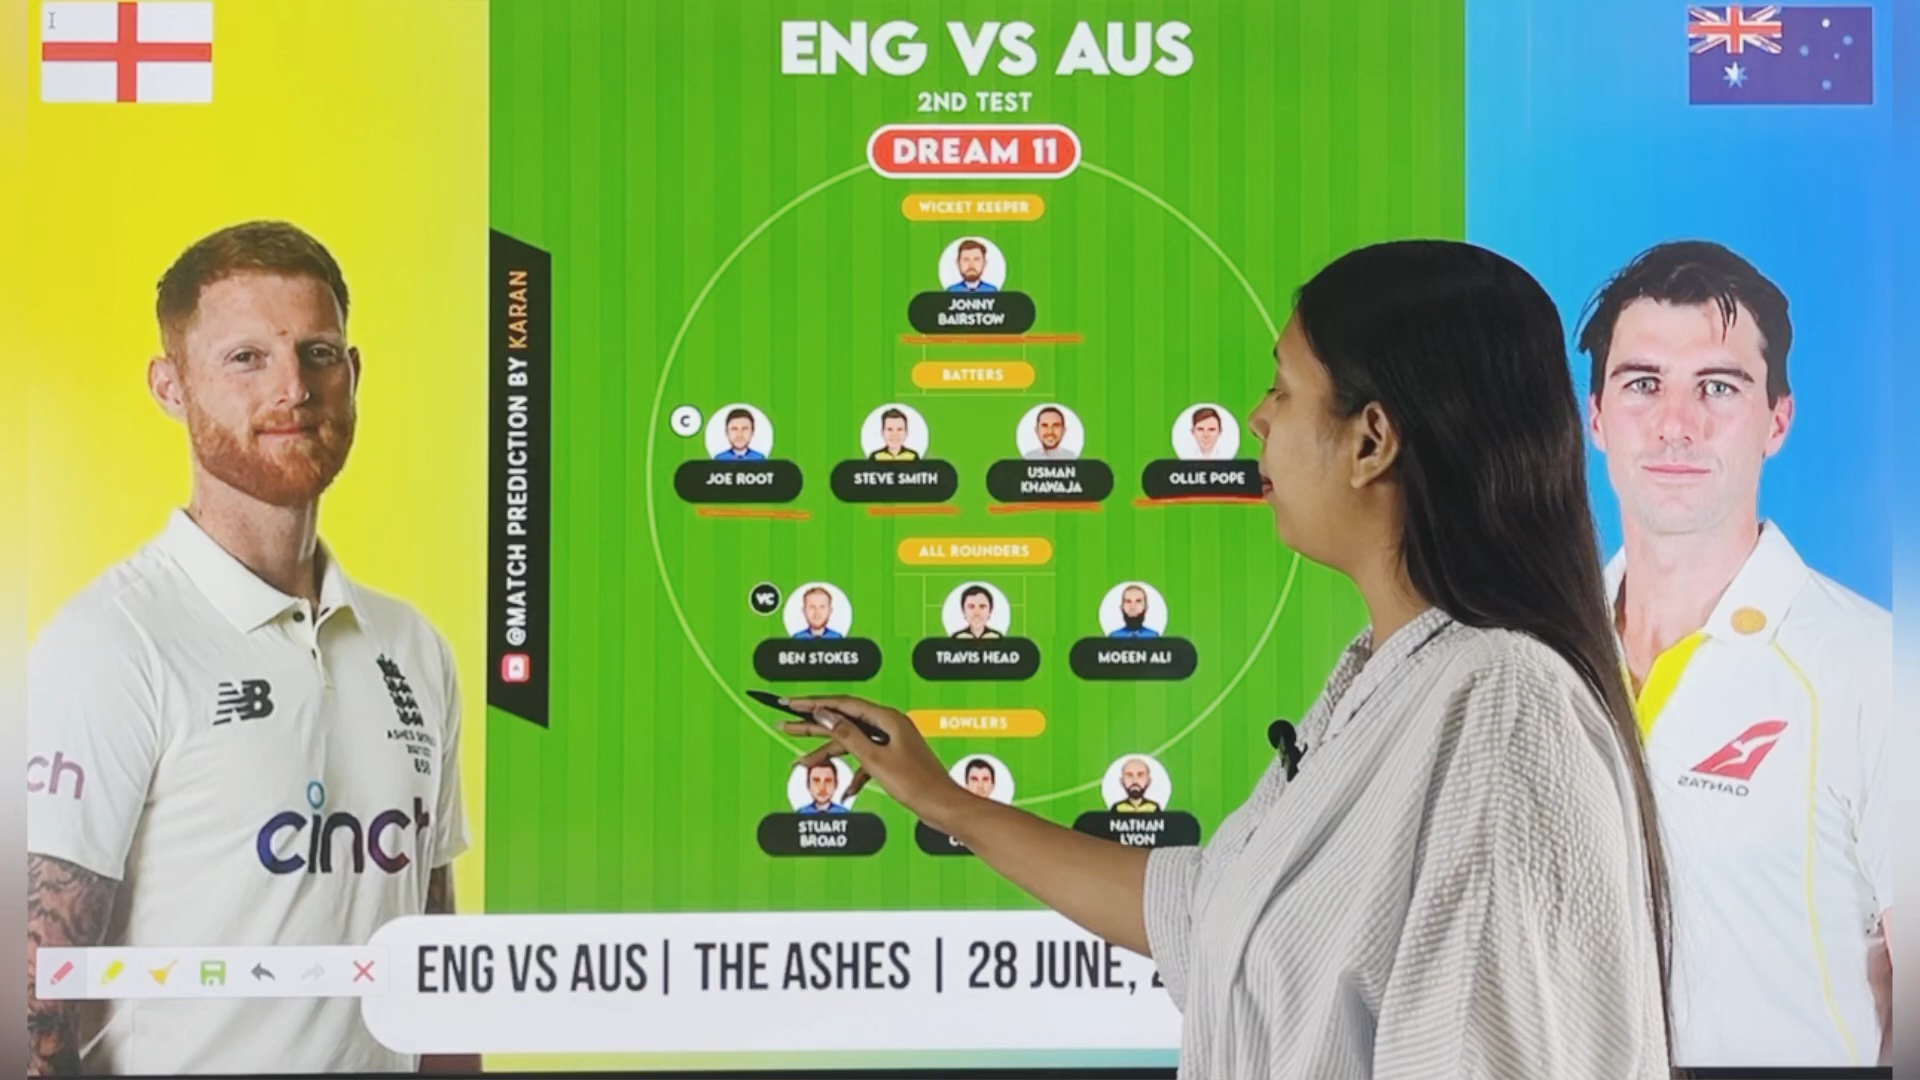 ENG VS AUS
2ND TEST
DREAM 11
WICKET KEEPER
JONNY
BAIRSTOW
BATTERS
C
JOE ROOT
STEVE SMITH
USMAN
KHAWAJA
OLLIE POPE
ALL ROUNDERS
VC
BEN STOKES
TRAVIS HEAD
MOEEN ALI
BOWLERS
STUART
BROAD
NATHAN
LYON
@MATCH PREDICTION BY KARAN
NB
cinch
ch
QANTAS
ENG VS AUS | THE ASHES | 28 JUNE,